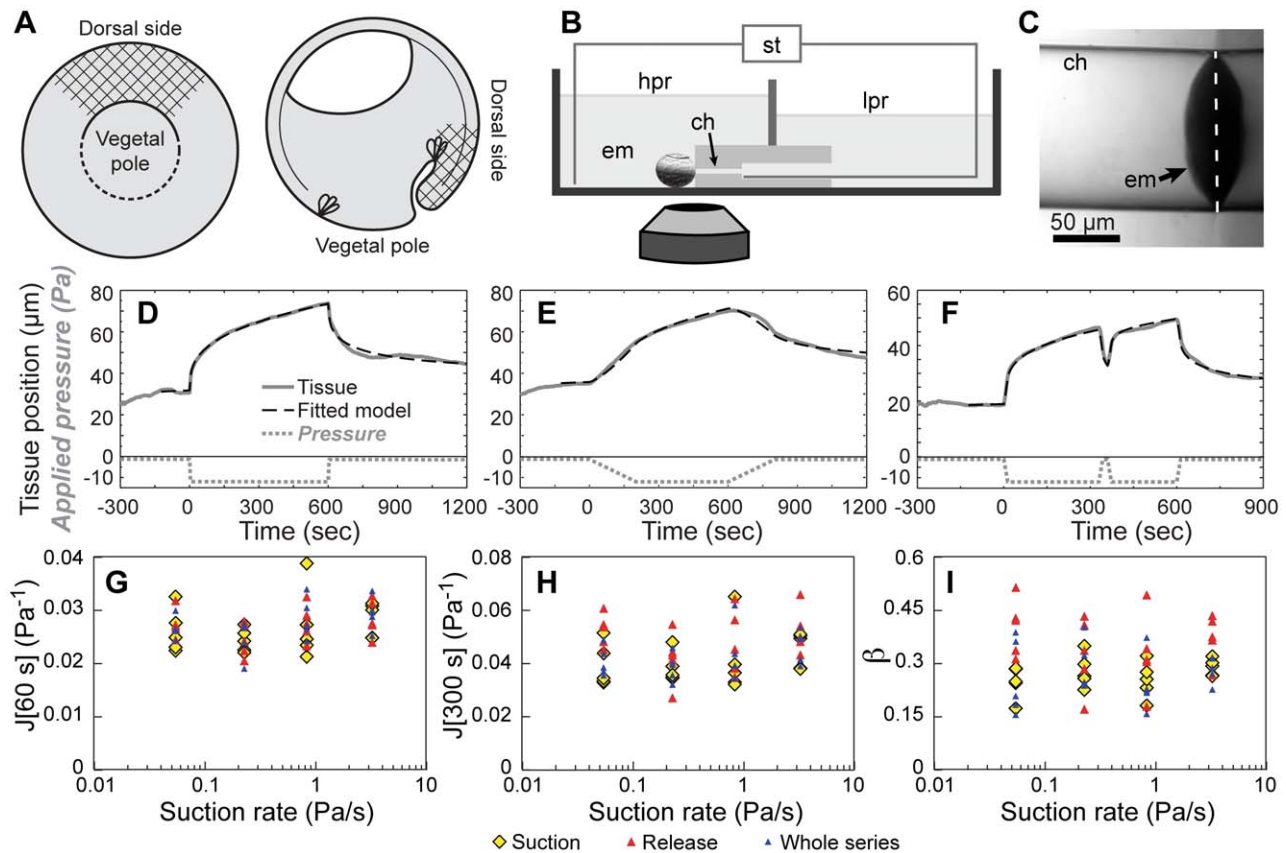 A
Dorsal side
Vegetal
pole
Dorsal side
Vegetal pole
B
st
hpr
lpr
ch
em
C
ch
em
50 µm
Tissue position (µm)
Applied pressure (Pa)
D
80
60
40
20
0
-10
Tissue
Fitted model
Pressure
-300 0 300 600 900 1200
Time (sec)
E
80
60
40
20
0
-10
-300 0 300 600 900 1200
Time (sec)
F
60
50
40
30
20
10
0
-10
-300 0 300 600 900
Time (sec)
G
J[60 s] (Pa⁻¹)
0.04
0.03
0.02
0.01
0
0.01 0.1 1 10
Suction rate (Pa/s)
H
J[300 s] (Pa⁻¹)
0.08
0.06
0.04
0.02
0
0.01 0.1 1 10
Suction rate (Pa/s)
I
β
0.6
0.45
0.3
0.15
0
0.01 0.1 1 10
Suction rate (Pa/s)
Suction Release Whole series